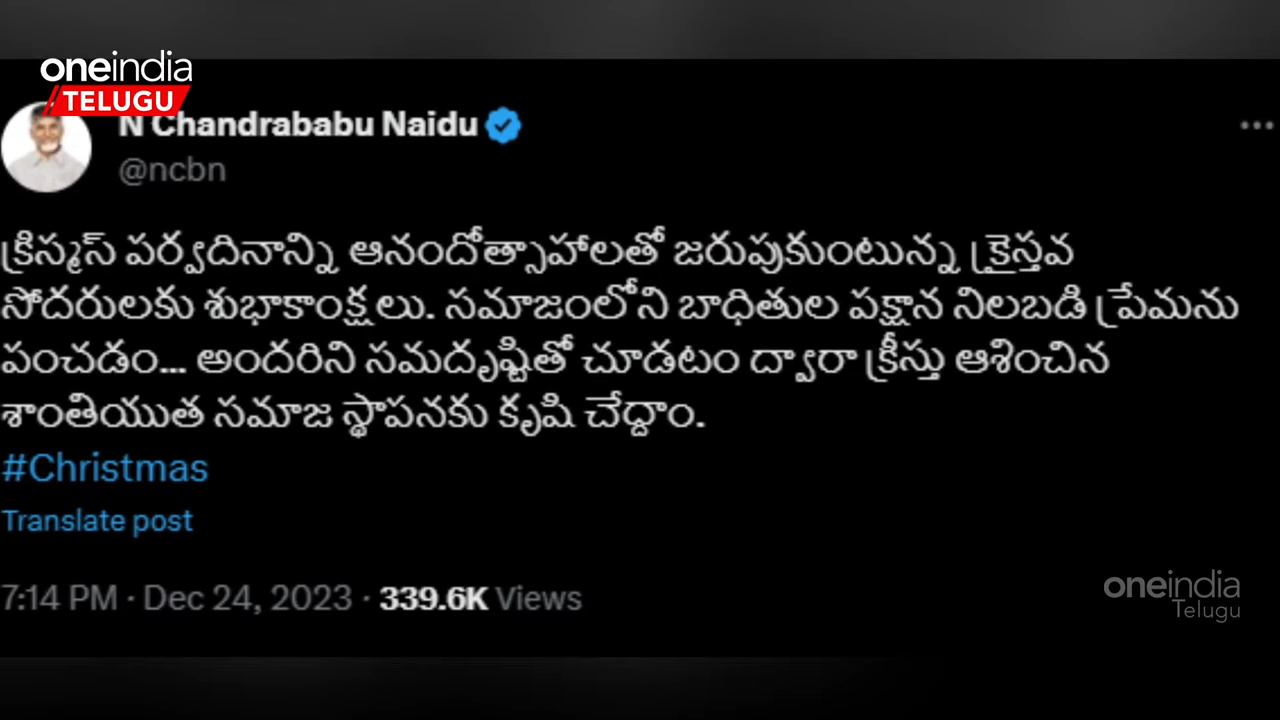 oneindia
TELUGU
N Chandrababu Naidu
@ncbn
క్రిస్మస్ పర్వదినాన్ని ఆనందోత్సాహాలతో జరుపుకుంటున్న క్రైస్తవ
సోదరులకు శుభాకాంక్షలు. సమాజంలోని బాధితుల పక్షాన నిలబడి ప్రేమను
పంచడం... అందరిని సమదృష్టితో చూడటం ద్వారా క్రీస్తు ఆశించిన
శాంతియుత సమాజ స్థాపనకు కృషి చేద్దాం.
#Christmas
Translate post
7:14 PM · Dec 24, 2023 · 339.6K Views
oneindia
Telugu